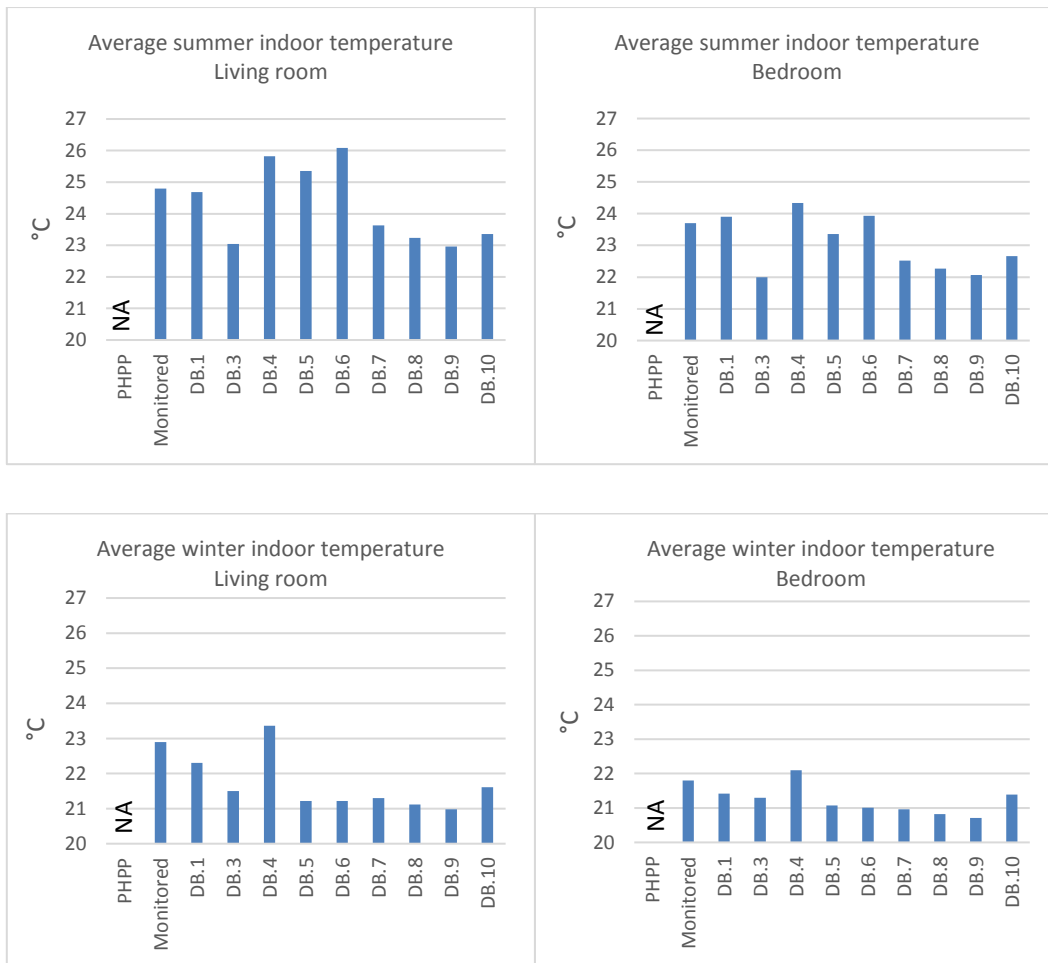 Average summer indoor temperature
Living room
27
26
25
24
23
22
21
20
°C
NA
PHPP
Monitored
DB.1
DB.3
DB.4
DB.5
DB.6
DB.7
DB.8
DB.9
DB.10
Average summer indoor temperature
Bedroom
27
26
25
24
23
22
21
20
°C
NA
PHPP
Monitored
DB.1
DB.3
DB.4
DB.5
DB.6
DB.7
DB.8
DB.9
DB.10
Average winter indoor temperature
Living room
27
26
25
24
23
22
21
20
°C
NA
PHPP
Monitored
DB.1
DB.3
DB.4
DB.5
DB.6
DB.7
DB.8
DB.9
DB.10
Average winter indoor temperature
Bedroom
27
26
25
24
23
22
21
20
°C
NA
PHPP
Monitored
DB.1
DB.3
DB.4
DB.5
DB.6
DB.7
DB.8
DB.9
DB.10